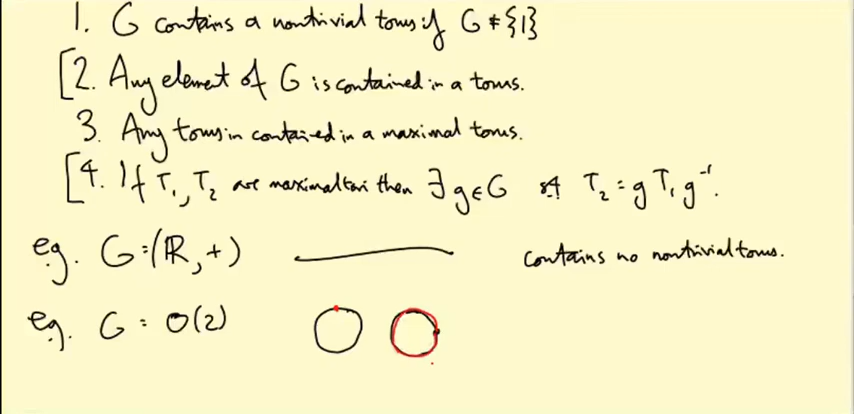 1. G contains a nontrivial torus if G ≠ {1}
[2. Any element of G is contained in a torus.
3. Any torus in contained in a maximal torus.
[4. If T₁, T₂ are maximal tori then ∃ g ∈ G st T₂ = g T₁ g⁻¹.
e.g. G = (ℝ, +) contains no nontrivial torus.
e.g. G = O(2)